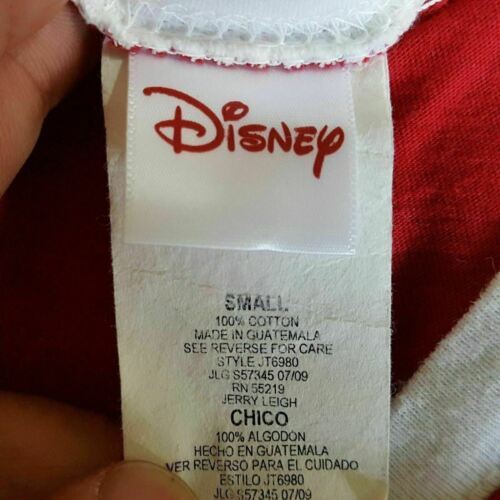 Disney
SMALL
100% COTTON
MADE IN GUATEMALA
SEE REVERSE FOR CARE
STYLE JT6980
JLG S57345 07/09
RN 55219
JERRY LEIGH
CHICO
100% ALGODÓN
HECHO EN GUATEMALA
VER REVERSO PARA EL CUIDADO
ESTILO JT6980
JLG S57345 07/09